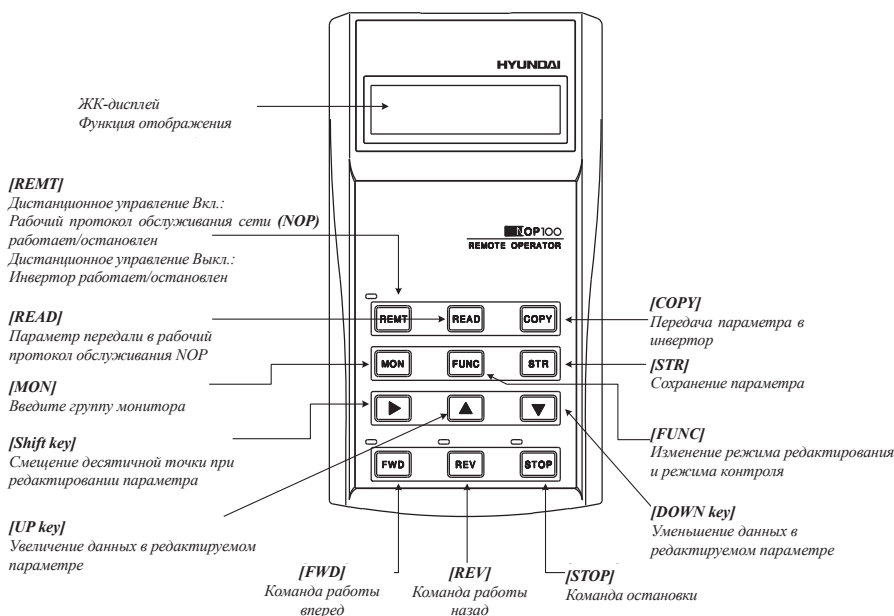 HYUNDAI
ЖК-дисплей
Функция отображения
[REMT]
Дистанционное управление Вкл.:
Рабочий протокол обслуживания сети (NOP)
работает/остановлен
Дистанционное управление Выкл.:
Инвертор работает/остановлен
NOP100
REMOTE OPERATOR
[READ]
Параметр передали в рабочий
протокол обслуживания NOP
[MON]
Введите группу монитора
[Shift key]
Смещение десятичной точки при
редактировании параметра
[UP key]
Увеличение данных в редактируемом
параметре
REMT READ COPY
MON FUNC STR
FWD REV STOP
[COPY]
Передача параметра в
инвертор
[STR]
Сохранение параметра
[FUNC]
Изменение режима редактирования
и режима контроля
[DOWN key]
Уменьшение данных в
редактируемом параметре
[FWD]
Команда работы
вперед
[REV]
Команда работы
назад
[STOP]
Команда остановки